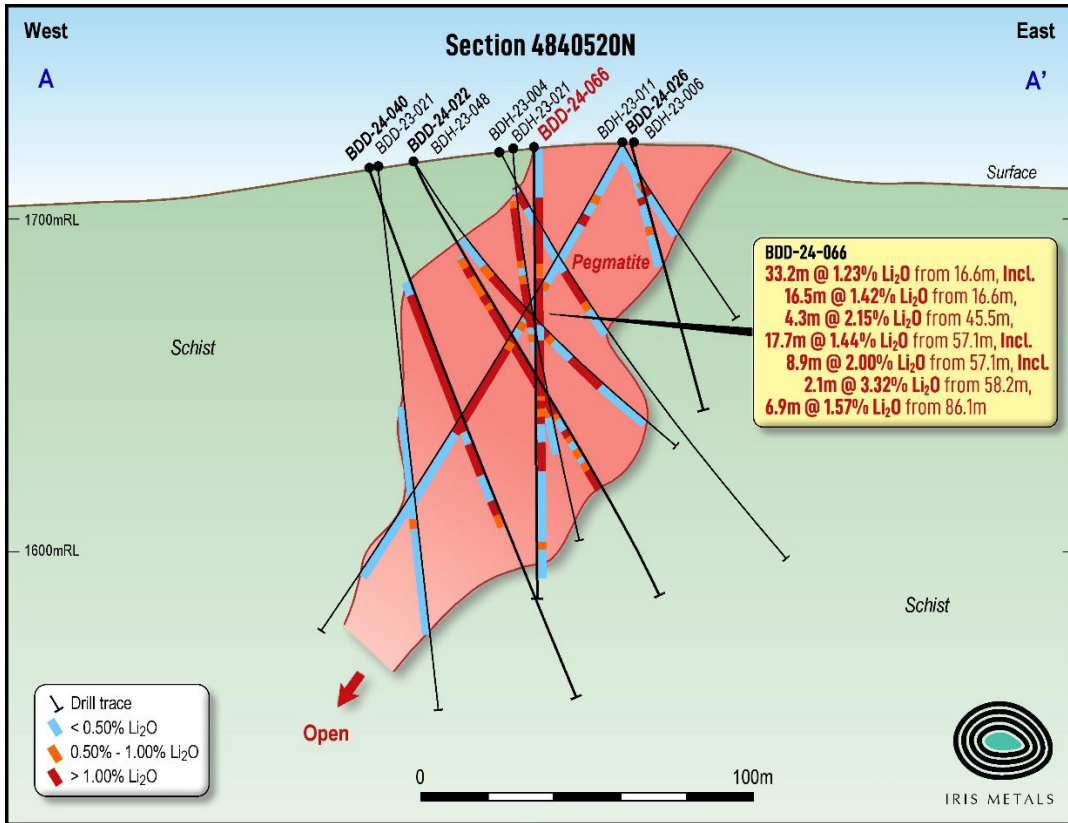 West
East
Section 4840520N
A
A'
BDD-24-040
BDD-23-021
BDD-24-022
BDH-23-048
BDH-23-004
BDH-23-021
BDD-24-066
BDH-23-011
BDD-24-026
BDH-23-006
Surface
1700mRL
Pegmatite
BDD-24-066
33.2m @ 1.23% Li₂O from 16.6m, Incl.
16.5m @ 1.42% Li₂O from 16.6m,
4.3m @ 2.15% Li₂O from 45.5m,
17.7m @ 1.44% Li₂O from 57.1m, Incl.
8.9m @ 2.00% Li₂O from 57.1m, Incl.
2.1m @ 3.32% Li₂O from 58.2m,
6.9m @ 1.57% Li₂O from 86.1m
Schist
1600mRL
Schist
Schist
Drill trace
< 0.50% Li₂O
0.50% - 1.00% Li₂O
> 1.00% Li₂O
Open
0
100m
IRIS METALS